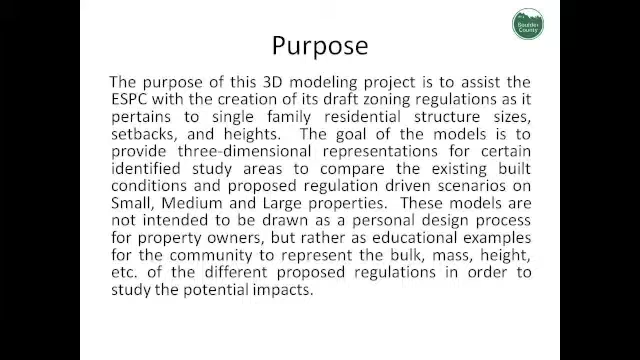 Boulder
County
Purpose
The purpose of this 3D modeling project is to assist the
ESPC with the creation of its draft zoning regulations as it
pertains to single family residential structure sizes,
setbacks, and heights. The goal of the models is to
provide three-dimensional representations for certain
identified study areas to compare the existing built
conditions and proposed regulation driven scenarios on
Small, Medium and Large properties. These models are
not intended to be drawn as a personal design process
for property owners, but rather as educational examples
for the community to represent the bulk, mass, height,
etc. of the different proposed regulations in order to
study the potential impacts.